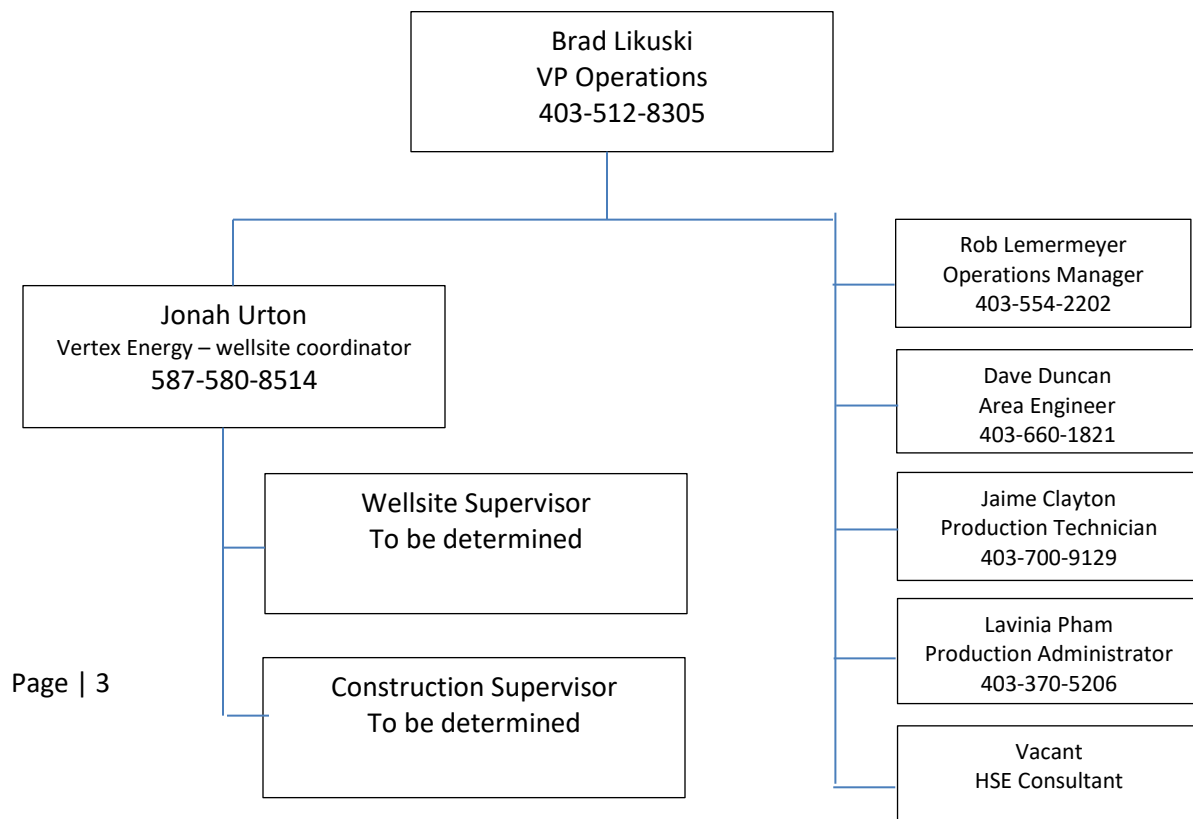 Brad Likuski
VP Operations
403-512-8305
Jonah Urton
Vertex Energy – wellsite coordinator
587-580-8514
Wellsite Supervisor
To be determined
Construction Supervisor
To be determined
Rob Lemermeyer
Operations Manager
403-554-2202
Dave Duncan
Area Engineer
403-660-1821
Jaime Clayton
Production Technician
403-700-9129
Lavinia Pham
Production Administrator
403-370-5206
Vacant
HSE Consultant
Page | 3